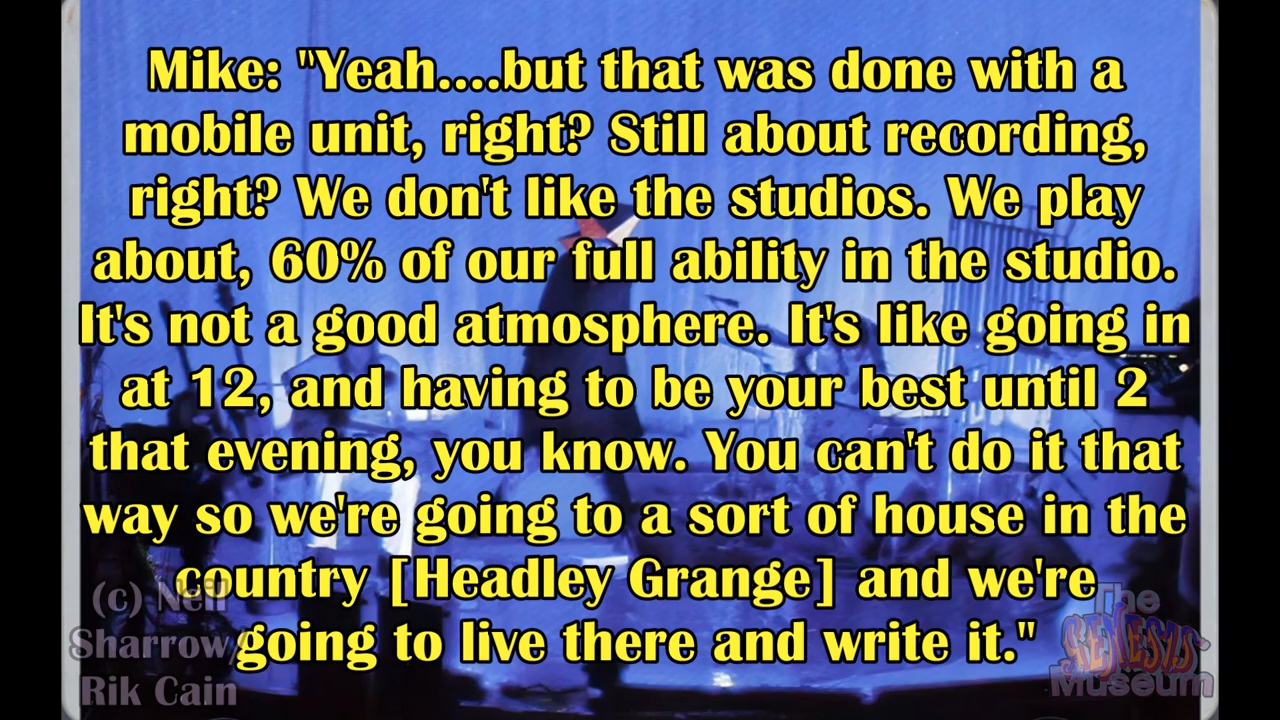 Mike: "Yeah....but that was done with a
mobile unit, right? Still about recording,
right? We don't like the studios. We play
about, 60% of our full ability in the studio.
It's not a good atmosphere. It's like going in
at 12, and having to be your best until 2
that evening, you know. You can't do it that
way so we're going to a sort of house in the
country [Headley Grange] and we're
going to live there and write it."
(c) Neil
Sharrow/
Rik Cain
The
GENESIS
Museum